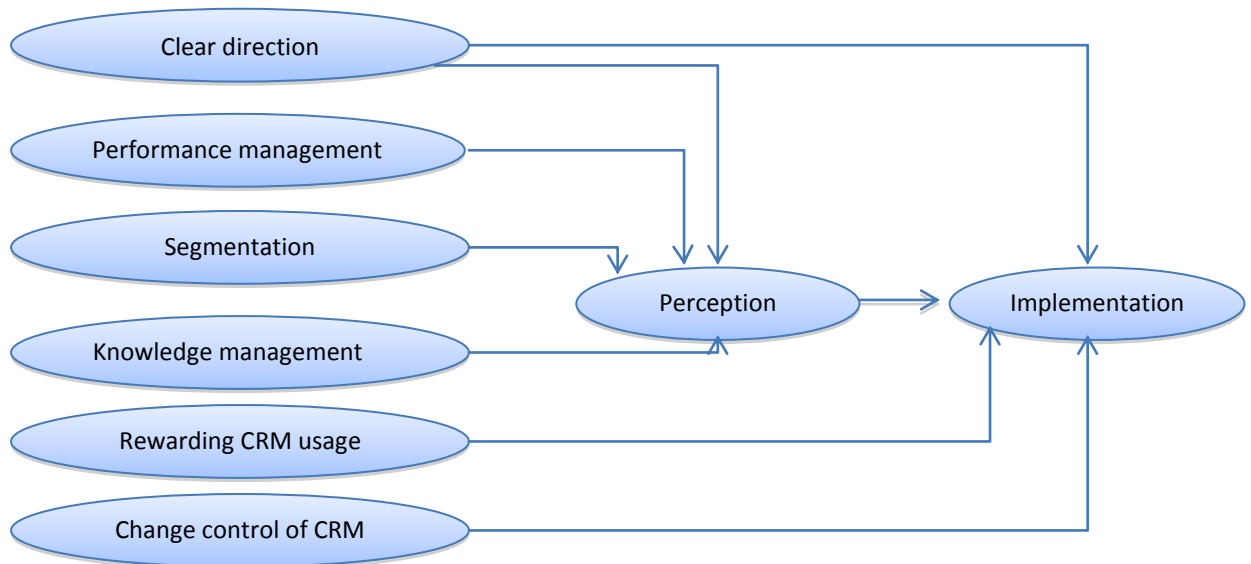 Clear direction
Performance management
Segmentation
Perception
Implementation
Knowledge management
Rewarding CRM usage
Change control of CRM